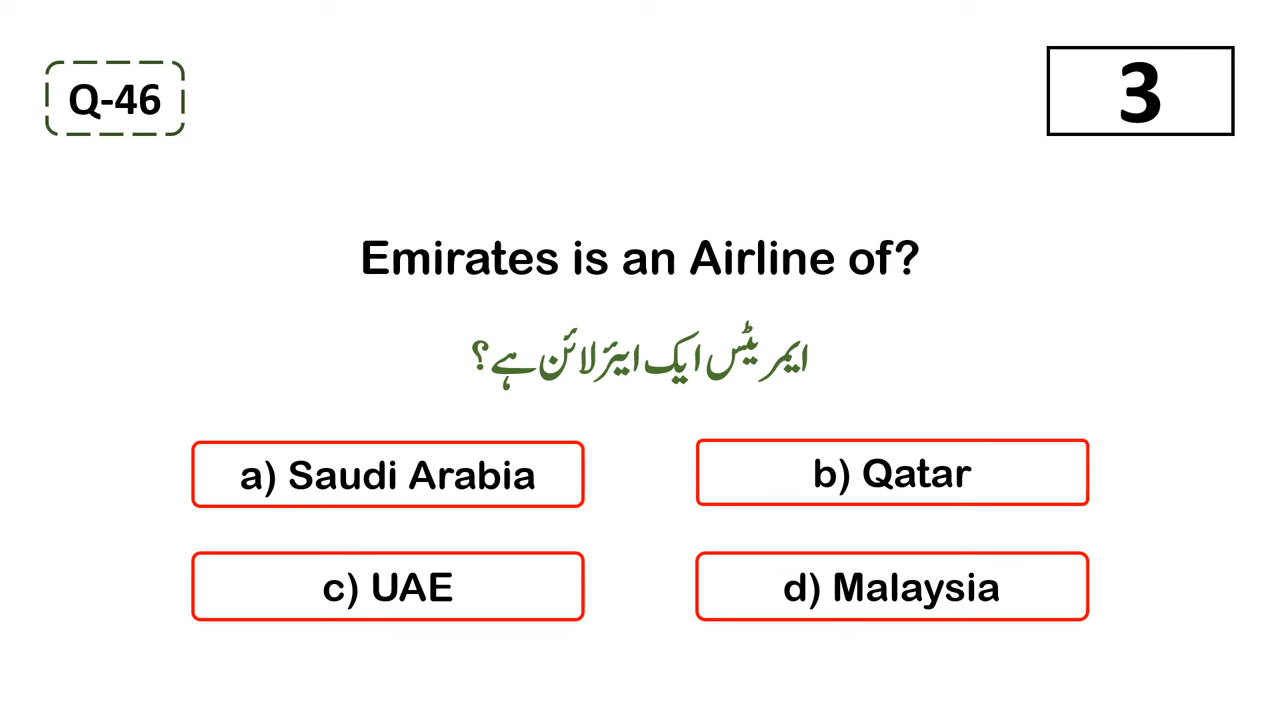 Q-46
3
Emirates is an Airline of?
ایمریٹس ایک ایئرلائن ہے؟
a) Saudi Arabia
b) Qatar
c) UAE
d) Malaysia